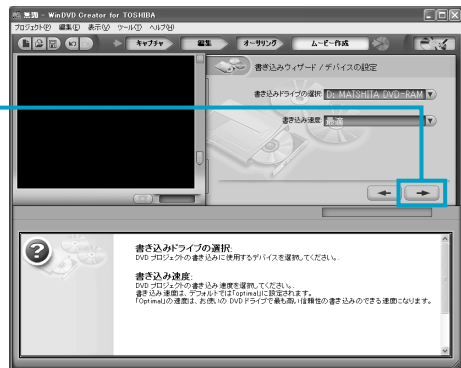 無題 - WinDVD Creator for TOSHIBA
プロジェクト(P) 編集(E) 表示(V) ツール(T) ヘルプ(H)
キャプチャ 編集 オーサリング ムービー作成
書き込みウィザード / デバイスの設定
書き込みドライブの選択: D: MATSHITA DVD-RAM
書き込み速度: 最適
書き込みドライブの選択:
DVD プロジェクトの書き込みに使用するデバイスを選択してください。
書き込み速度:
DVD プロジェクトの書き込み速度を選択してください。
書き込み速度は、デフォルトでは「optimal」に設定されます。
「Optimal」の速度は、お使いの DVD ドライブで最も高い信頼性の書き込みのできる速度になります。